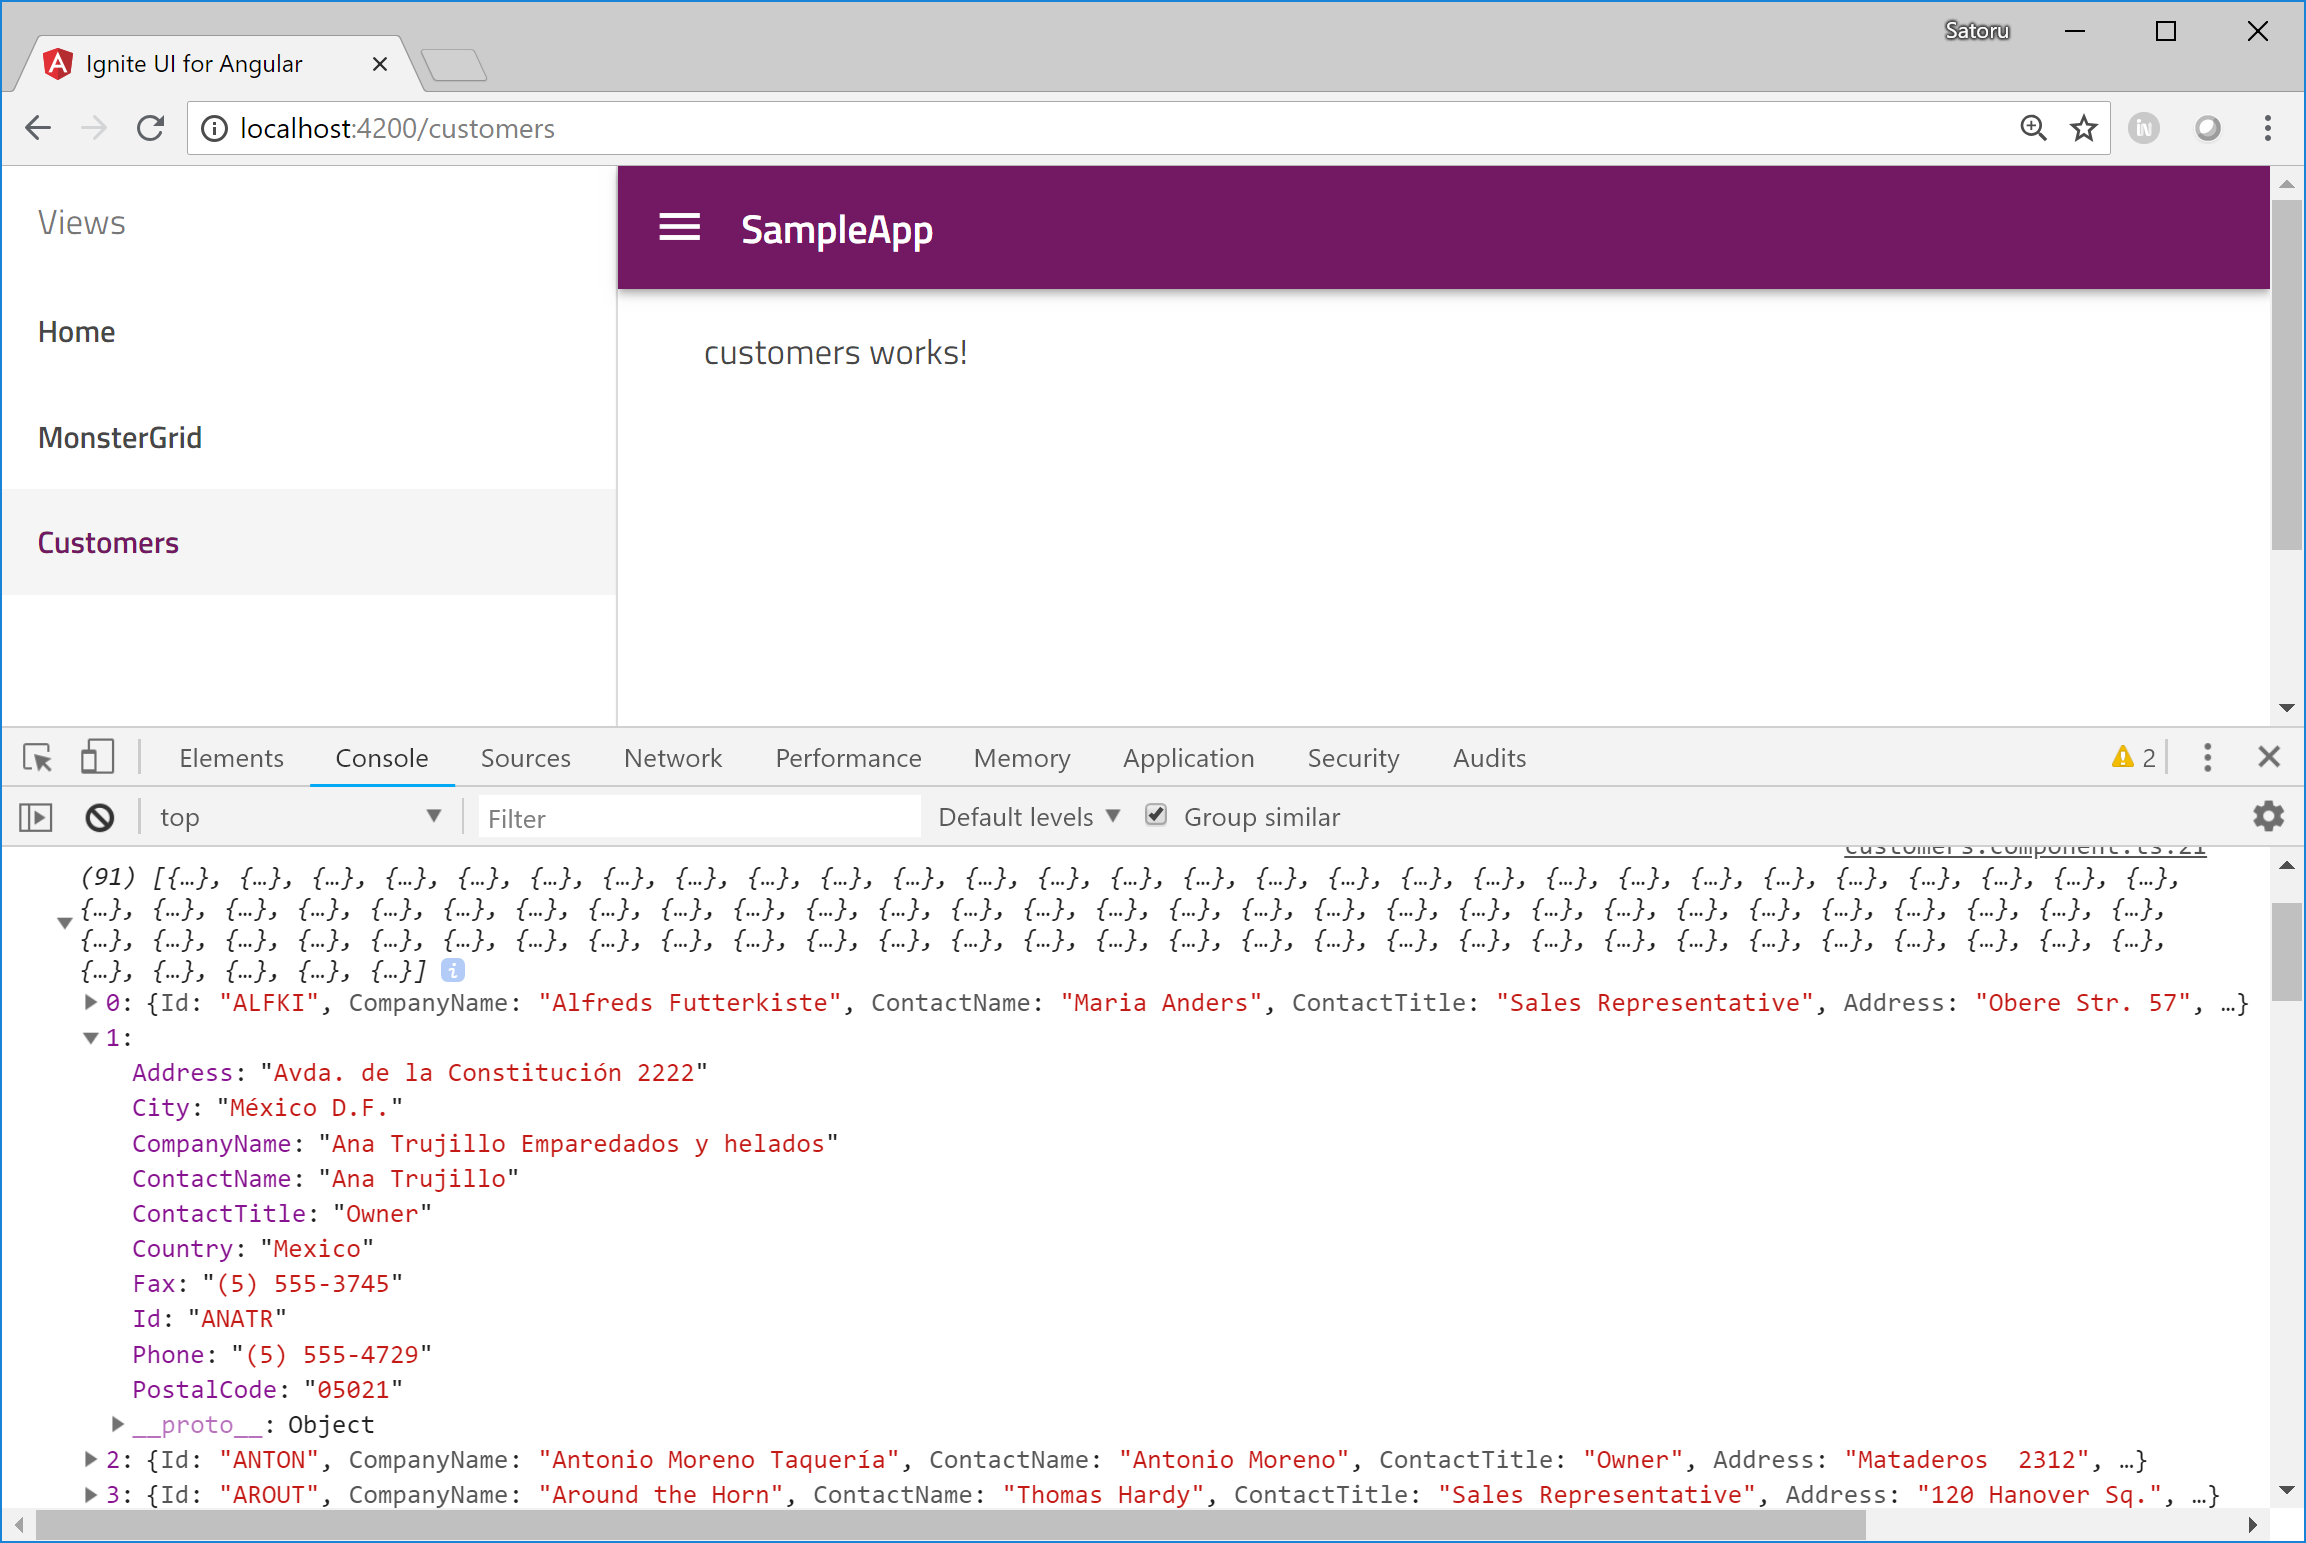 Satoru
Ignite UI for Angular
localhost:4200/customers
Views
Home
MonsterGrid
Customers
SampleApp
customers works!
Elements Console Sources Network Performance Memory Application Security Audits 2
top Filter Default levels Group similar
customers.component.ts:21
(91) [{…}, {…}, {…}, {…}, {…}, {…}, {…}, {…}, {…}, {…}, {…}, {…}, {…}, {…}, {…}, {…}, {…}, {…}, {…}, {…}, {…}, {…}, {…}, {…}, {…}, {…}, {…}, {…},
{…}, {…}, {…}, {…}, {…}, {…}, {…}, {…}, {…}, {…}, {…}, {…}, {…}, {…}, {…}, {…}, {…}, {…}, {…}, {…}, {…}, {…}, {…}, {…}, {…}, {…}, {…}, {…}, {…},
{…}, {…}, {…}, {…}, {…}, {…}, {…}, {…}, {…}, {…}, {…}, {…}, {…}, {…}, {…}, {…}, {…}, {…}, {…}, {…}, {…}, {…}, {…}, {…}, {…}, {…}, {…}, {…}, {…},
{…}, {…}, {…}, {…}, {…}] i
0: {Id: "ALFKI", CompanyName: "Alfreds Futterkiste", ContactName: "Maria Anders", ContactTitle: "Sales Representative", Address: "Obere Str. 57", …}
1:
Address: "Avda. de la Constitución 2222"
City: "México D.F."
CompanyName: "Ana Trujillo Emparedados y helados"
ContactName: "Ana Trujillo"
ContactTitle: "Owner"
Country: "Mexico"
Fax: "(5) 555-3745"
Id: "ANATR"
Phone: "(5) 555-4729"
PostalCode: "05021"
__proto__: Object
2: {Id: "ANTON", CompanyName: "Antonio Moreno Taquería", ContactName: "Antonio Moreno", ContactTitle: "Owner", Address: "Mataderos  2312", …}
3: {Id: "AROUT", CompanyName: "Around the Horn", ContactName: "Thomas Hardy", ContactTitle: "Sales Representative", Address: "120 Hanover Sq.", …}